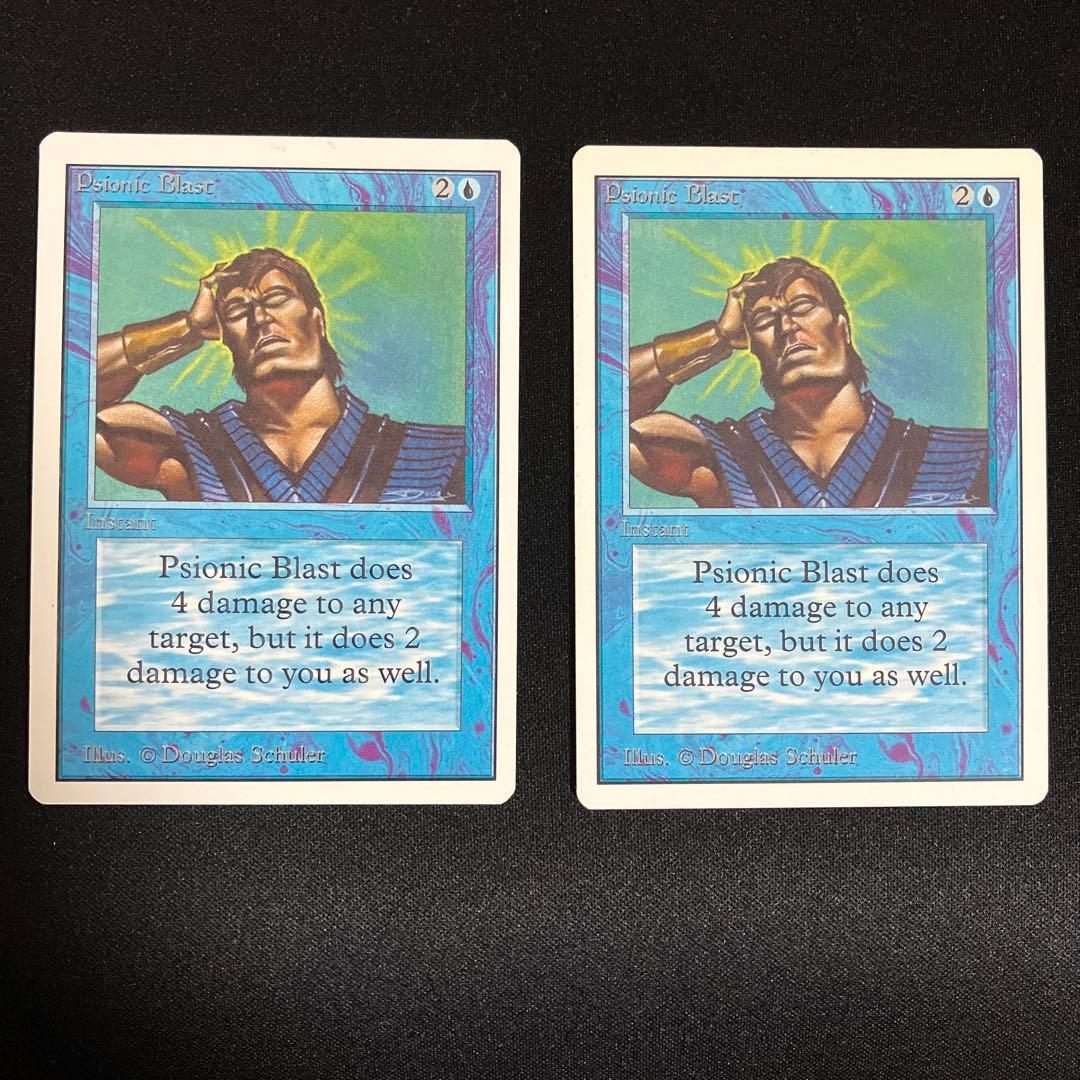 Psionic Blast 2
Instant
Psionic Blast does
4 damage to any
target, but it does 2
damage to you as well.
Illus. © Douglas Schuler
Psionic Blast 2
Instant
Psionic Blast does
4 damage to any
target, but it does 2
damage to you as well.
Illus. © Douglas Schuler